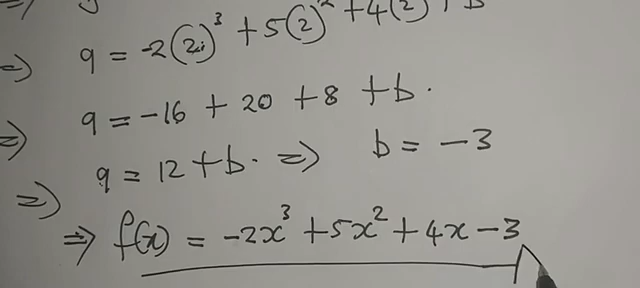 ⇒ 9 = -2(2)³ + 5(2)² + 4(2) + b
⇒ 9 = -16 + 20 + 8 + b.
⇒ 9 = 12 + b. ⇒ b = -3
⇒
⇒ f(x) = -2x³ + 5x² + 4x - 3